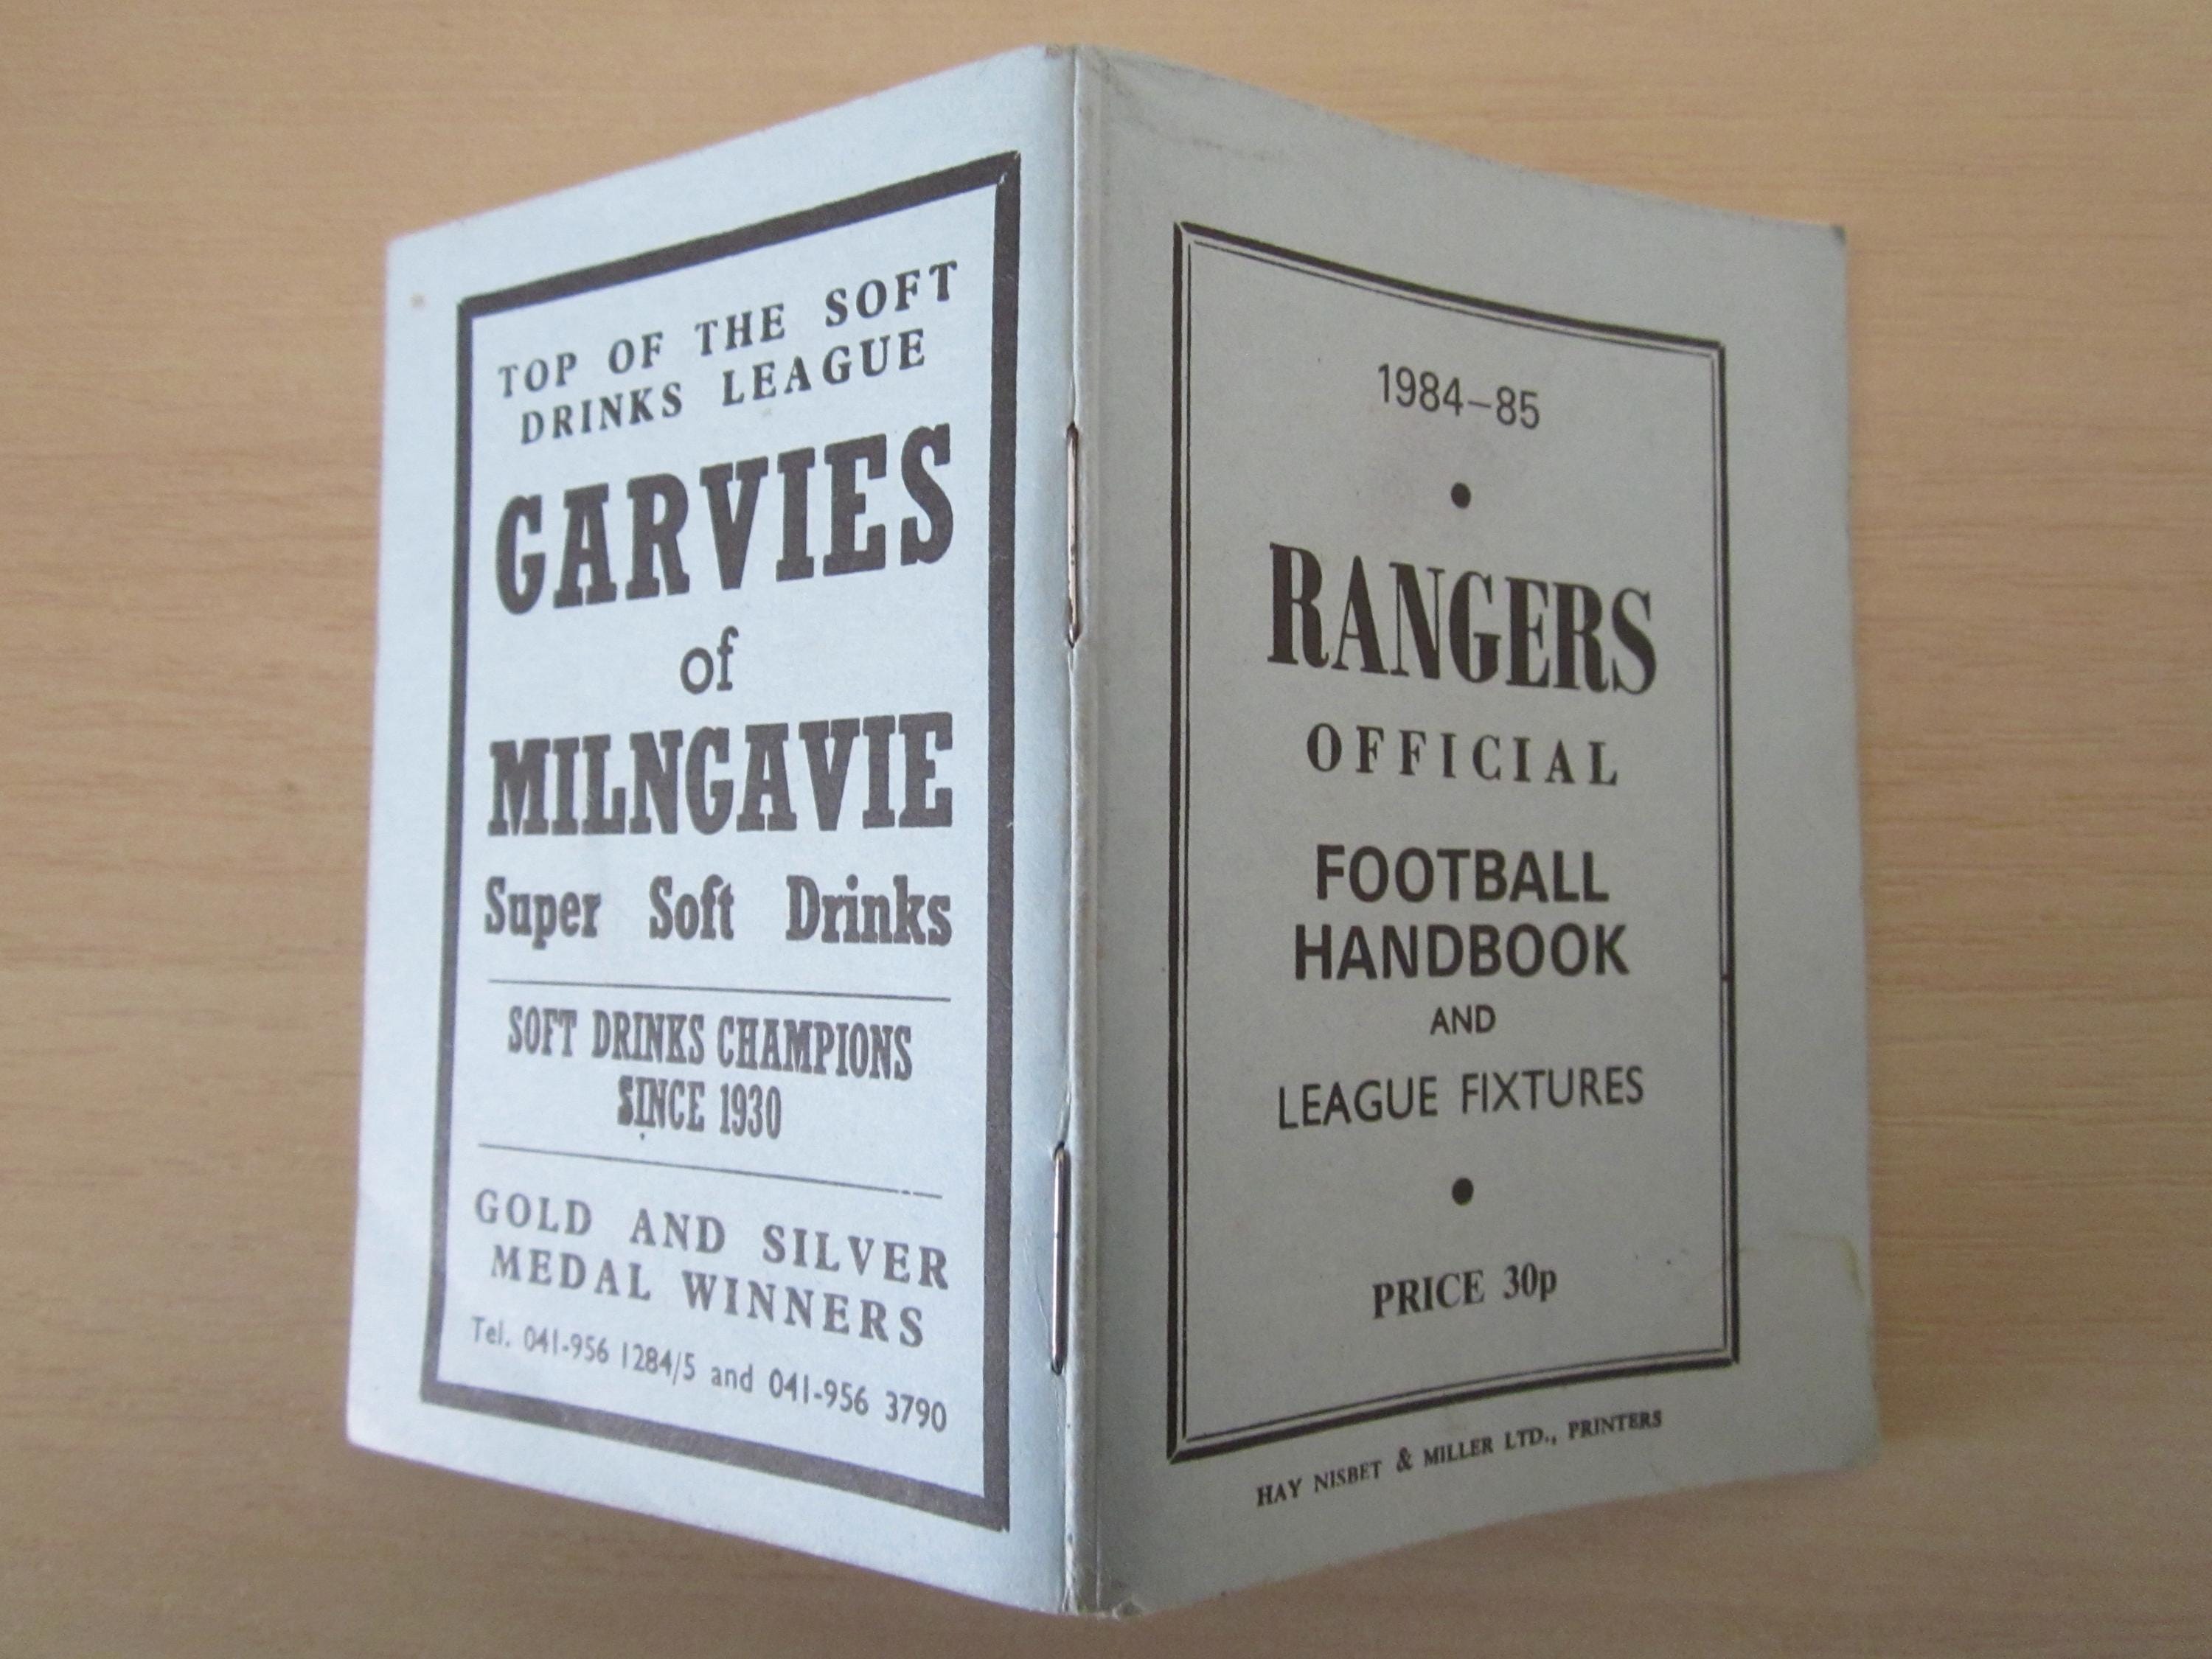 TOP OF THE SOFT
DRINKS LEAGUE
GARVIES
of
MILNGAVIE
Super Soft Drinks
SOFT DRINKS CHAMPIONS
SINCE 1930
GOLD AND SILVER
MEDAL WINNERS
Tel. 041-956 1284/5 and 041-956 3790
1984-85
RANGERS
OFFICIAL
FOOTBALL
HANDBOOK
AND
LEAGUE FIXTURES
PRICE 30p
HAY NISBET & MILLER LTD., PRINTERS